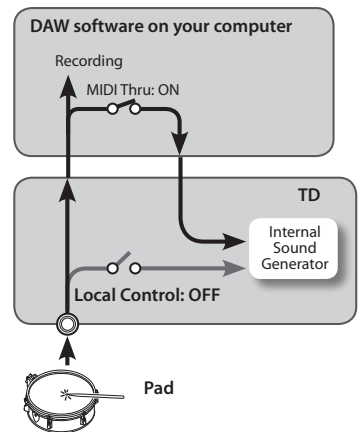 DAW software on your computer
Recording
MIDI Thru: ON
TD
Internal
Sound
Generator
Local Control: OFF
Pad